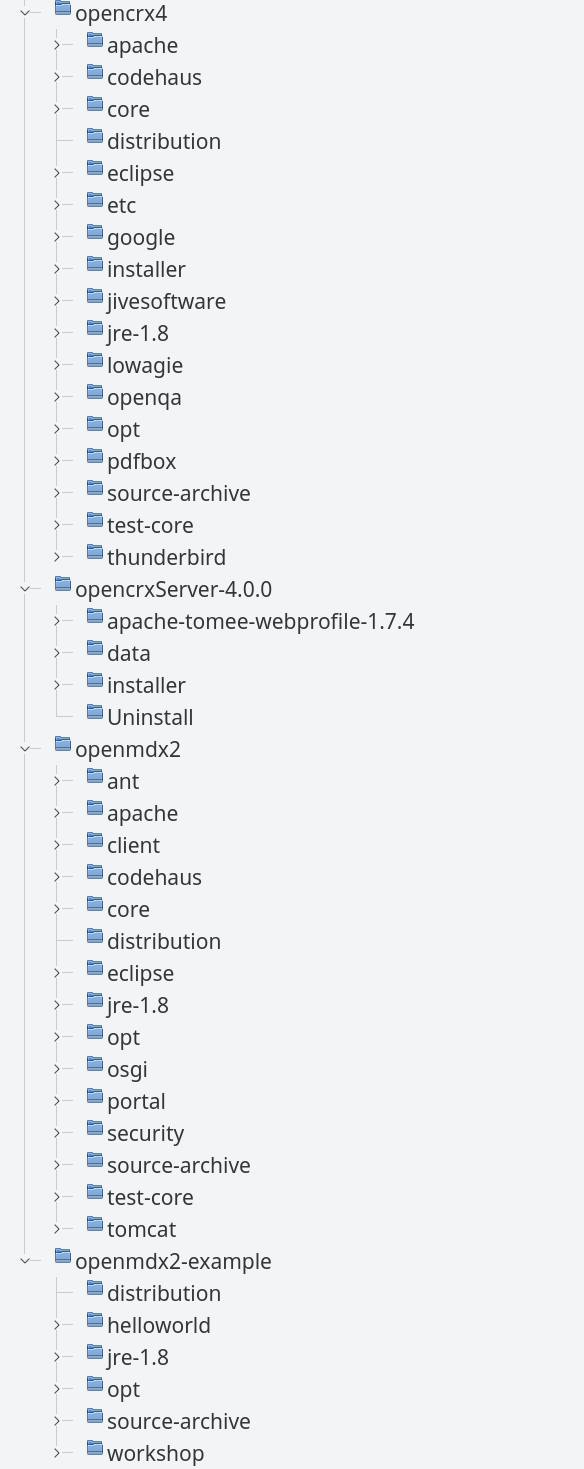 opencrx4
apache
codehaus
core
distribution
eclipse
etc
google
installer
jivesoftware
jre-1.8
lowagie
openqa
opt
pdfbox
source-archive
test-core
thunderbird
opencrxServer-4.0.0
apache-tomee-webprofile-1.7.4
data
installer
Uninstall
openmdx2
ant
apache
client
codehaus
core
distribution
eclipse
jre-1.8
opt
osgi
portal
security
source-archive
test-core
tomcat
openmdx2-example
distribution
helloworld
jre-1.8
opt
source-archive
workshop